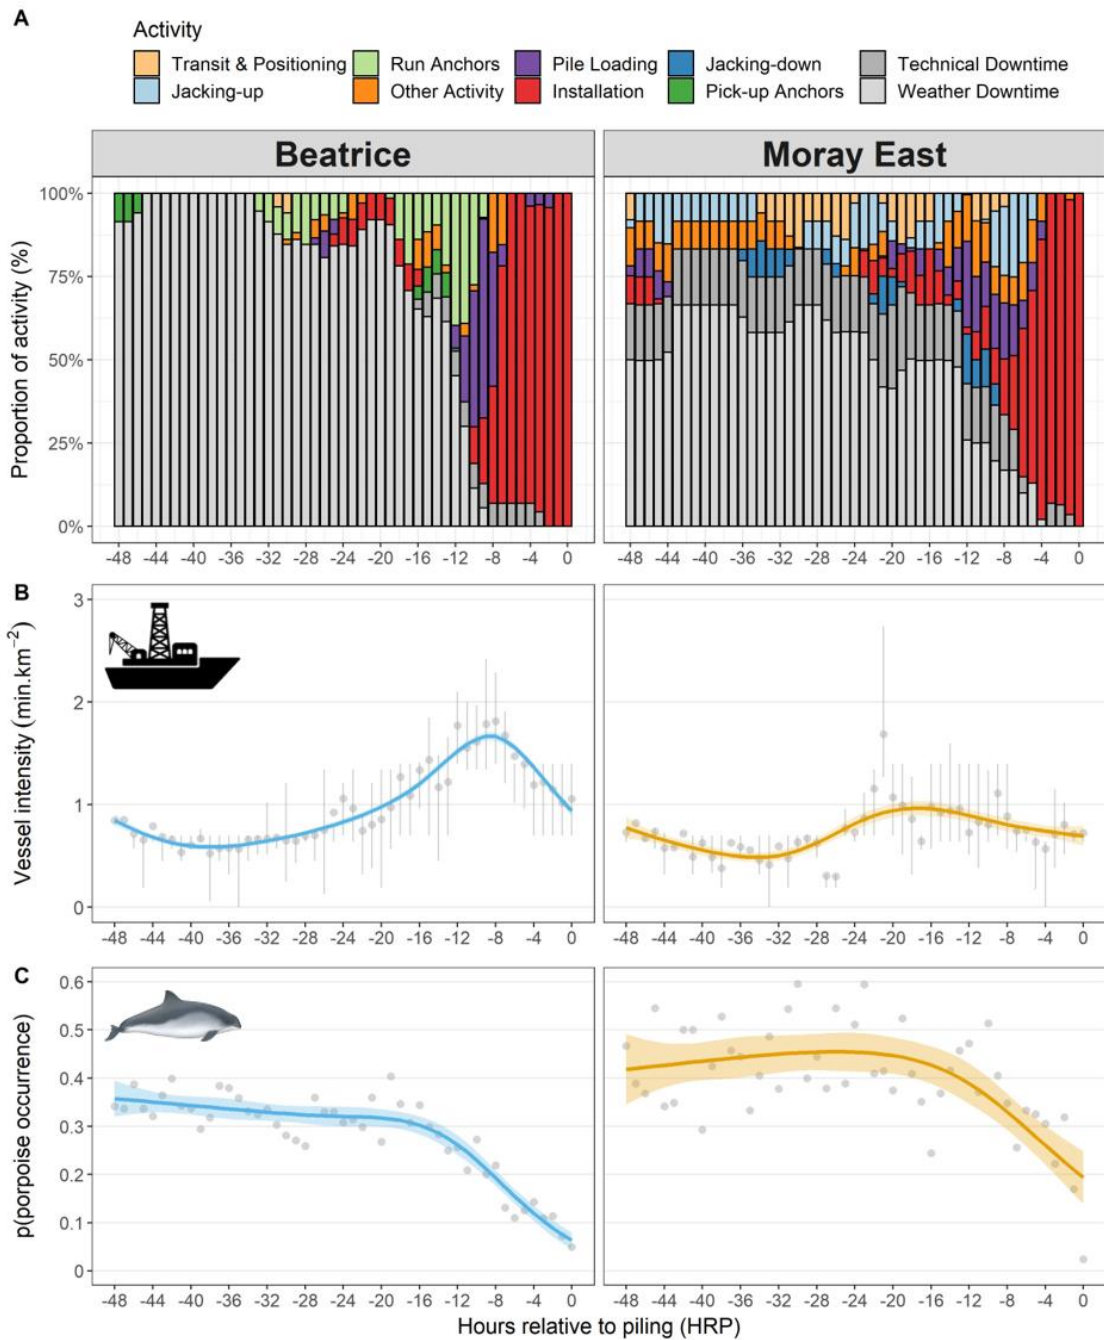 A
Activity
Transit & Positioning Run Anchors Pile Loading Jacking-down Technical Downtime
Jacking-up Other Activity Installation Pick-up Anchors Weather Downtime
Beatrice Moray East
Proportion of activity (%)
100%
75%
50%
25%
0%
-48 -44 -40 -36 -32 -28 -24 -20 -16 -12 -8 -4 0 -48 -44 -40 -36 -32 -28 -24 -20 -16 -12 -8 -4 0
B
Vessel intensity (min.km⁻²)
3
2
1
0
-48 -44 -40 -36 -32 -28 -24 -20 -16 -12 -8 -4 0 -48 -44 -40 -36 -32 -28 -24 -20 -16 -12 -8 -4 0
C
p(porpoise occurrence)
0.6
0.5
0.4
0.3
0.2
0.1
0
-48 -44 -40 -36 -32 -28 -24 -20 -16 -12 -8 -4 0 -48 -44 -40 -36 -32 -28 -24 -20 -16 -12 -8 -4 0
Hours relative to piling (HRP)